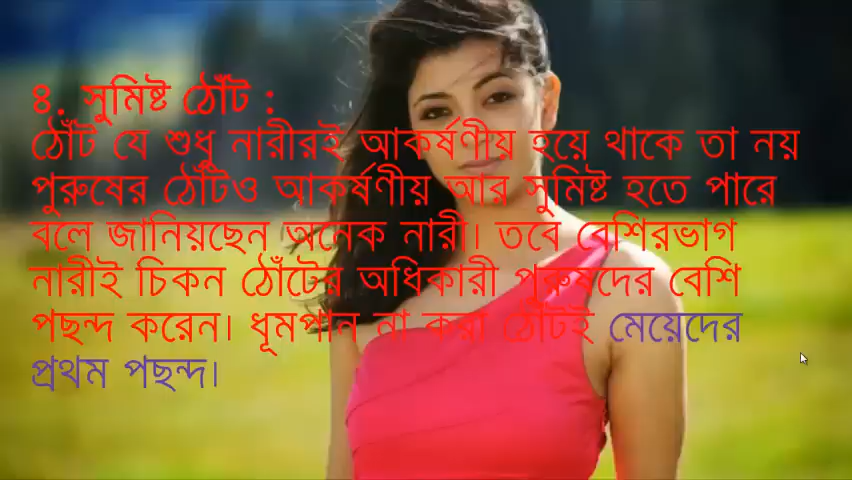 ৪. সুমিষ্ট ঠোঁট :
ঠোঁট যে শুধু নারীরই আকর্ষণীয় হয়ে থাকে তা নয়
পুরুষের ঠোঁটও আকর্ষণীয় আর সুমিষ্ট হতে পারে
বলে জানিয়ছেন অনেক নারী। তবে বেশিরভাগ
নারীই চিকন ঠোঁটের অধিকারী পুরুষদের বেশি
পছন্দ করেন। ধূমপান না করা ঠোঁটই মেয়েদের
প্রথম পছন্দ।